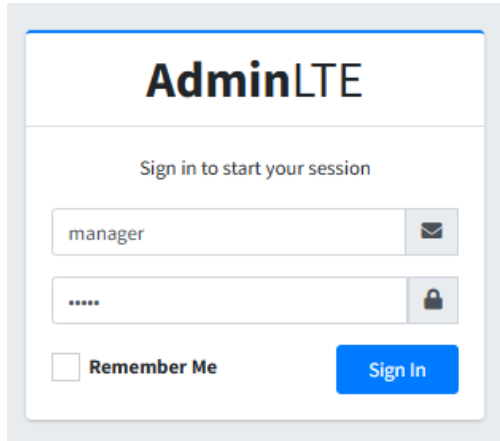 AdminLTE
Sign in to start your session
manager
•••••
Remember Me
Sign In